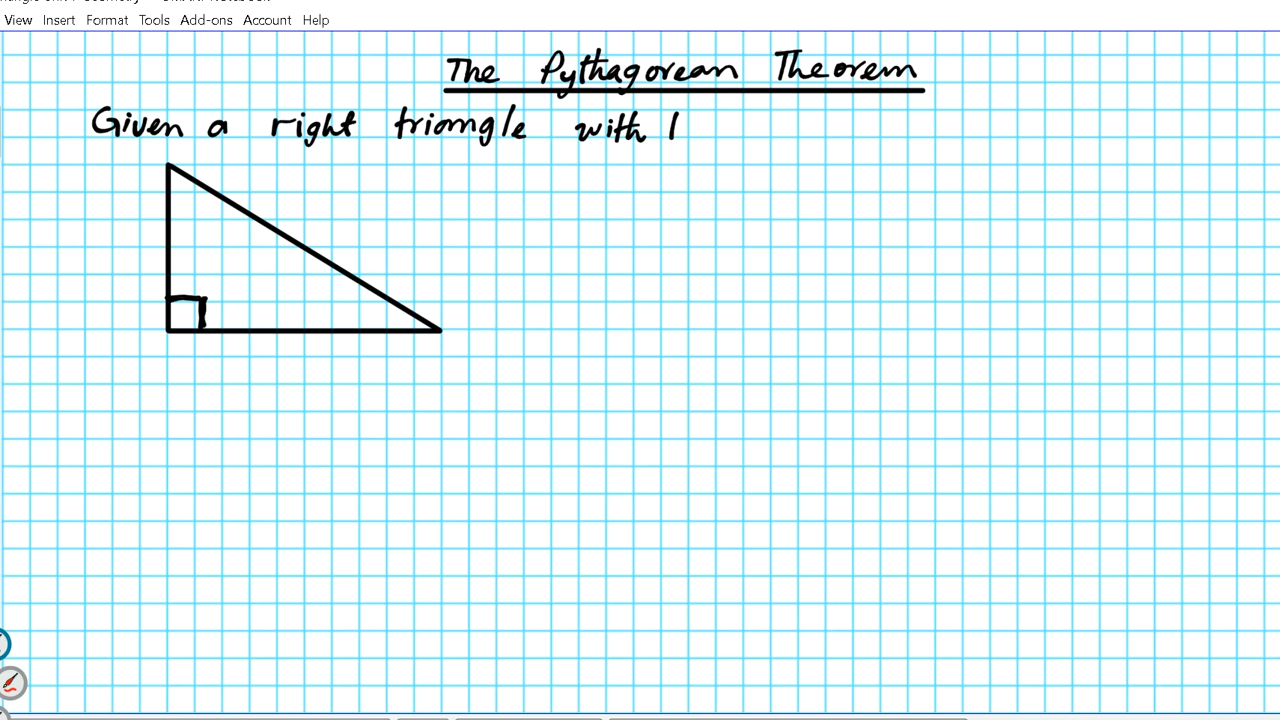 View Insert Format Tools Add-ons Account Help
The Pythagorean Theorem
Given a right triangle with l